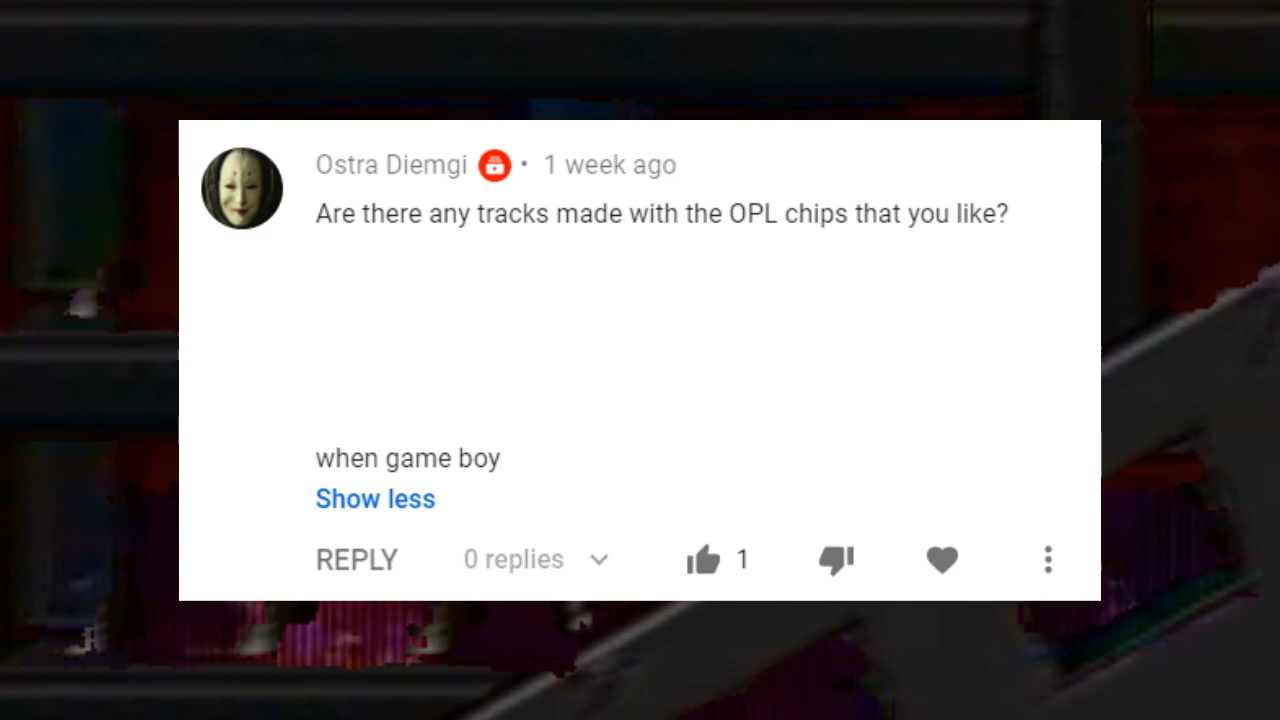 Ostra Diemgi • 1 week ago
Are there any tracks made with the OPL chips that you like?
when game boy
Show less
REPLY 0 replies 1